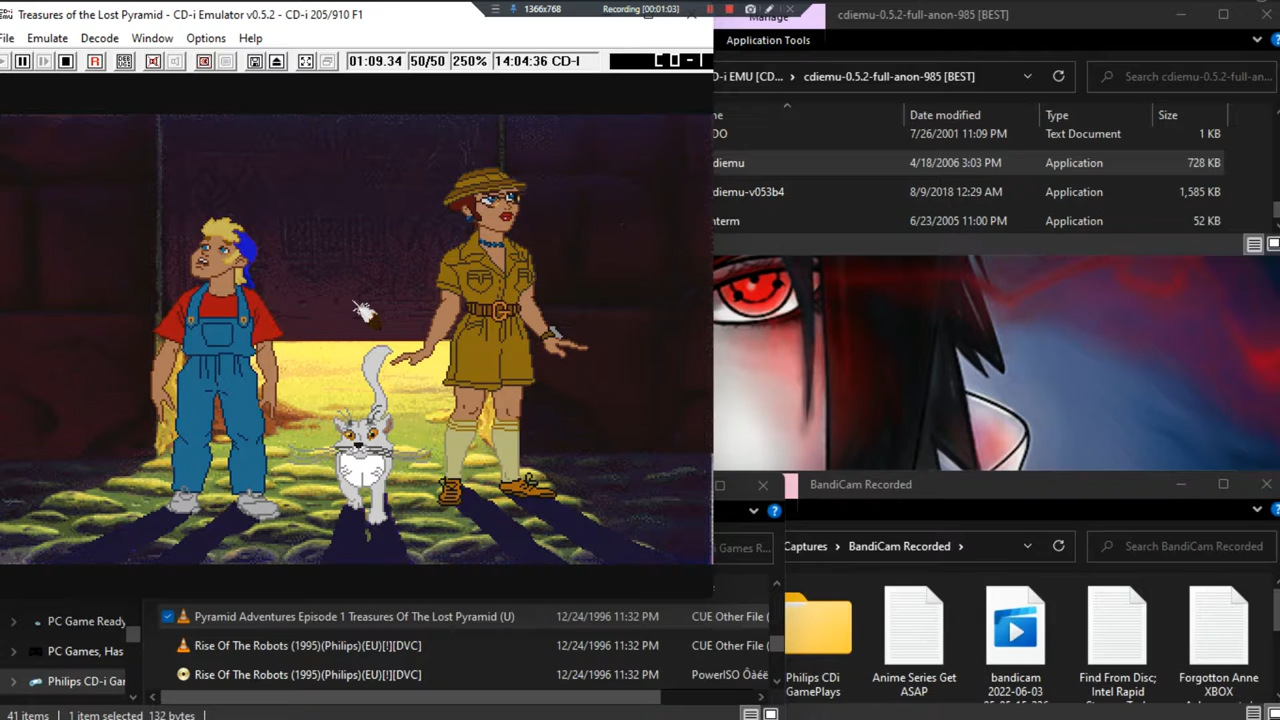 Treasures of the Lost Pyramid - CD-i Emulator v0.5.2 - CD-i 205/910 F1
File Emulate Decode Window Options Help
01:09.34 50/50 250% 14:04:36 CD-I
CD-I
1366x768 Recording [00:01:03]
Manage
cdiemu-0.5.2-full-anon-985 [BEST]
Application Tools
D-i EMU [CD... cdiemu-0.5.2-full-anon-985 [BEST]
Search cdiemu-0.5.2-full-an...
me Date modified Type Size
DO 7/26/2001 11:09 PM Text Document 1 KB
diemu 4/18/2006 3:03 PM Application 728 KB
diemu-v053b4 8/9/2018 12:29 AM Application 1,585 KB
nterm 6/23/2005 11:00 PM Application 52 KB
BandiCam Recorded
Games R...
Captures BandiCam Recorded
Search BandiCam Recorded
PC Game Ready
PC Games, Has
Philips CD-i Gar
Pyramid Adventures Episode 1 Treasures Of The Lost Pyramid (U) 12/24/1996 11:32 PM CUE Other File (
Rise Of The Robots (1995)(Philips)(EU)[!][DVC] 12/24/1996 11:32 PM CUE Other File (
Rise Of The Robots (1995)(Philips)(EU)[!][DVC] 12/24/1996 11:32 PM PowerISO Ôàéë
41 items 1 item selected 132 bytes
Philips CDi
GamePlays
Anime Series Get
ASAP
bandicam
2022-06-03
Find From Disc;
Intel Rapid
Forgotton Anne
XBOX